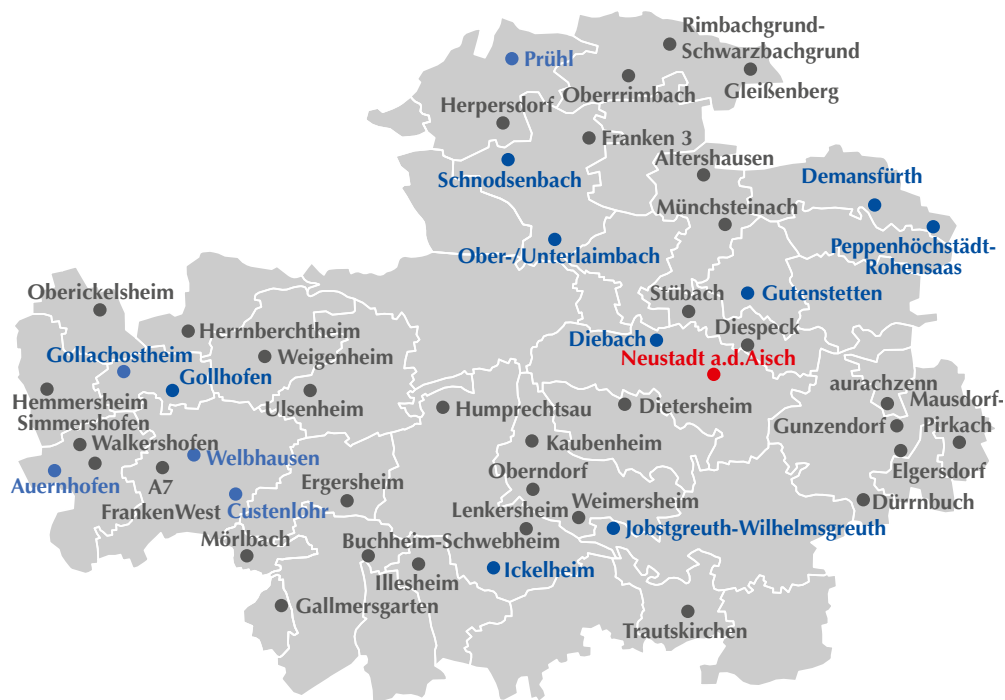 Rimbachgrund-
Schwarzbachgrund
Prühl
Oberrrimbach
Gleißenberg
Herpersdorf
Franken 3
Altershausen
Schnodsenbach
Demansfürth
Münchsteinach
Ober-/Unterlaimbach
Peppenhöchstädt-
Rohensaas
Oberickelsheim
Stübach
Gutenstetten
Herrnberchtheim
Diebach
Diespeck
Gollachostheim
Weigenheim
Neustadt a.d.Aisch
Gollhofen
aurachzenn
Hemmersheim
Ulsenheim
Humprechtsau
Dietersheim
Mausdorf-
Simmershofen
Gunzendorf
Pirkach
Walkershofen
Kaubenheim
Welbhausen
Oberndorf
Elgersdorf
Auernhofen
A7
Ergersheim
Weimersheim
Dürrnbuch
FrankenWest
Custenlohr
Lenkersheim
Jobstgreuth-Wilhelmsgreuth
Mörlbach
Buchheim-Schwebheim
Ickelheim
Illesheim
Gallmersgarten
Trautskirchen